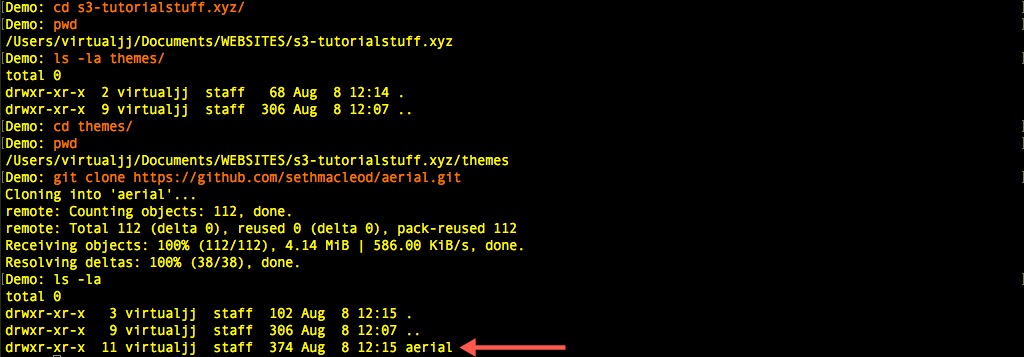 [Demo: cd s3-tutorialstuff.xyz/
[Demo: pwd
/Users/virtualjj/Documents/WEBSITES/s3-tutorialstuff.xyz
[Demo: ls -la themes/
total 0
drwxr-xr-x  2 virtualjj  staff   68 Aug  8 12:14 .
drwxr-xr-x  9 virtualjj  staff  306 Aug  8 12:07 ..
[Demo: cd themes/
[Demo: pwd
/Users/virtualjj/Documents/WEBSITES/s3-tutorialstuff.xyz/themes
[Demo: git clone https://github.com/sethmacleod/aerial.git
Cloning into 'aerial'...
remote: Counting objects: 112, done.
remote: Total 112 (delta 0), reused 0 (delta 0), pack-reused 112
Receiving objects: 100% (112/112), 4.14 MiB | 586.00 KiB/s, done.
Resolving deltas: 100% (38/38), done.
[Demo: ls -la
total 0
drwxr-xr-x   3 virtualjj  staff  102 Aug  8 12:15 .
drwxr-xr-x   9 virtualjj  staff  306 Aug  8 12:07 ..
drwxr-xr-x  11 virtualjj  staff  374 Aug  8 12:15 aerial